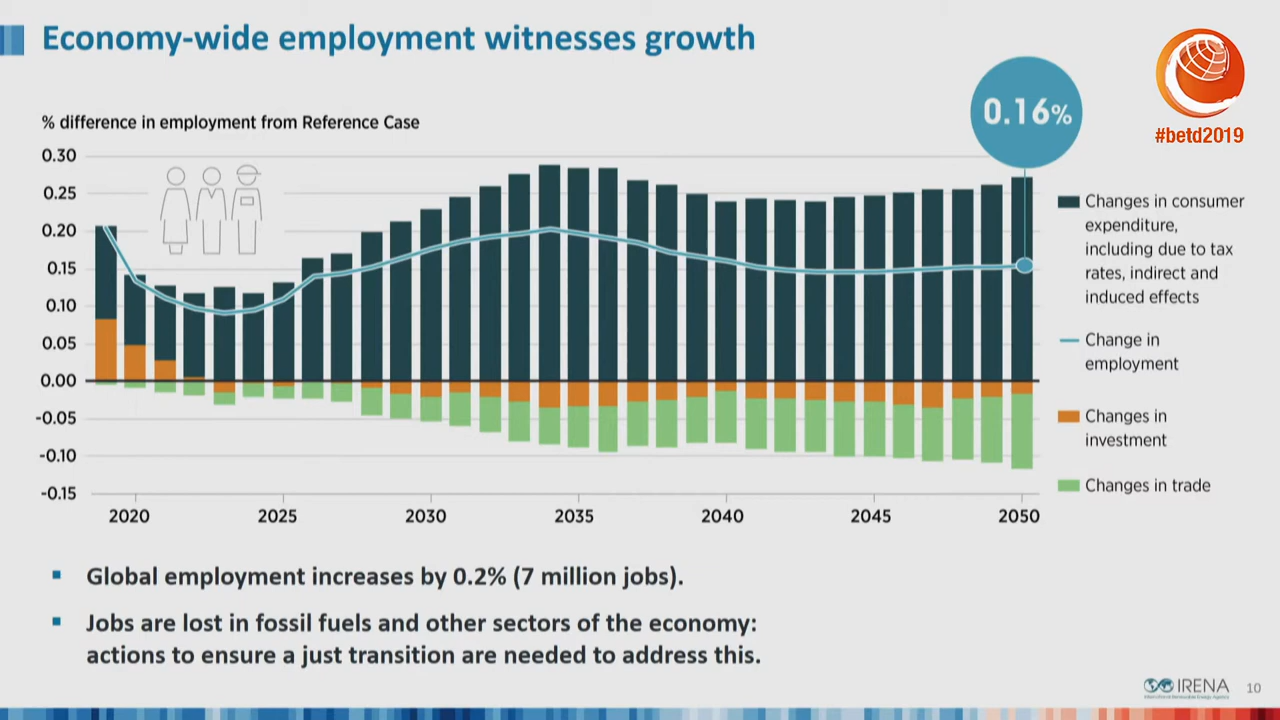 Economy-wide employment witnesses growth
#betd2019
% difference in employment from Reference Case
0.16%
0.30
0.25
0.20
0.15
0.10
0.05
0.00
-0.05
-0.10
-0.15
2020 2025 2030 2035 2040 2045 2050
Changes in consumer
expenditure,
including due to tax
rates, indirect and
induced effects
Change in
employment
Changes in
investment
Changes in trade
Global employment increases by 0.2% (7 million jobs).
Jobs are lost in fossil fuels and other sectors of the economy:
actions to ensure a just transition are needed to address this.
IRENA
International Renewable Energy Agency
10